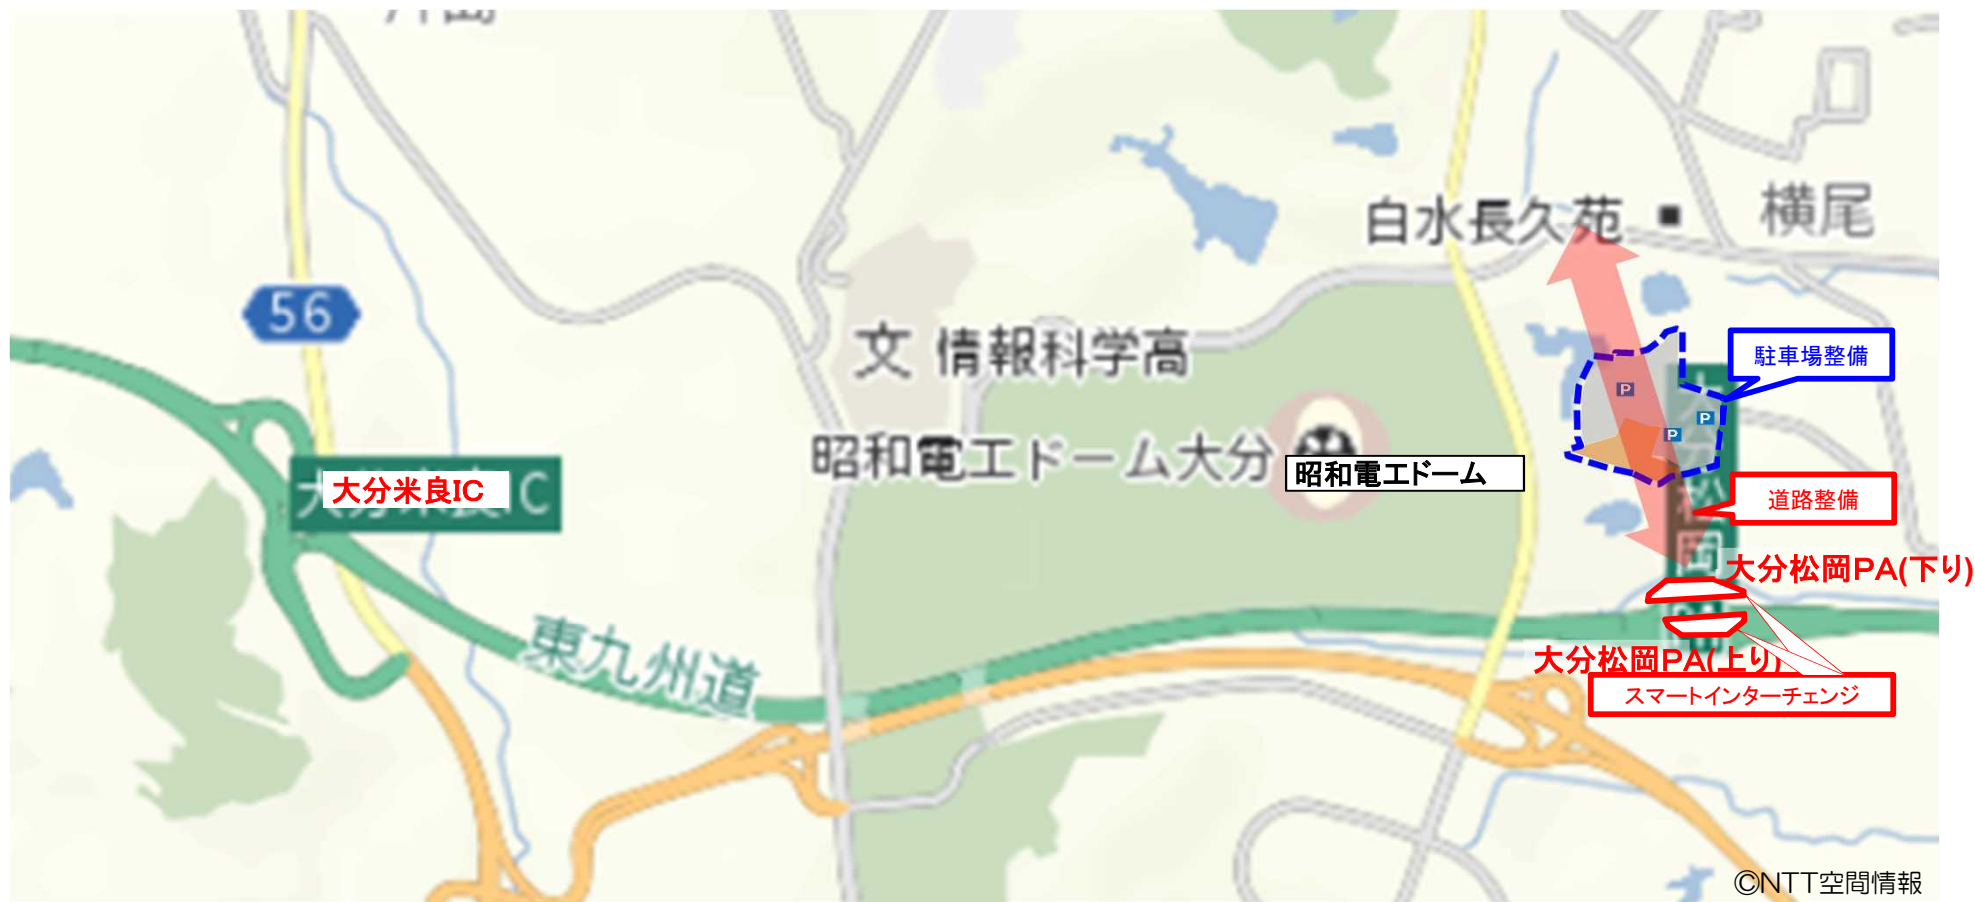 白水長久苑
横尾
56
文 情報科学高
駐車場整備
P
P
P
昭和電工ドーム大分
昭和電工ドーム
大分米良IC
道路整備
大分松岡PA(下り)
東九州道
大分松岡PA(上り)
スマートインターチェンジ
©NTT空間情報